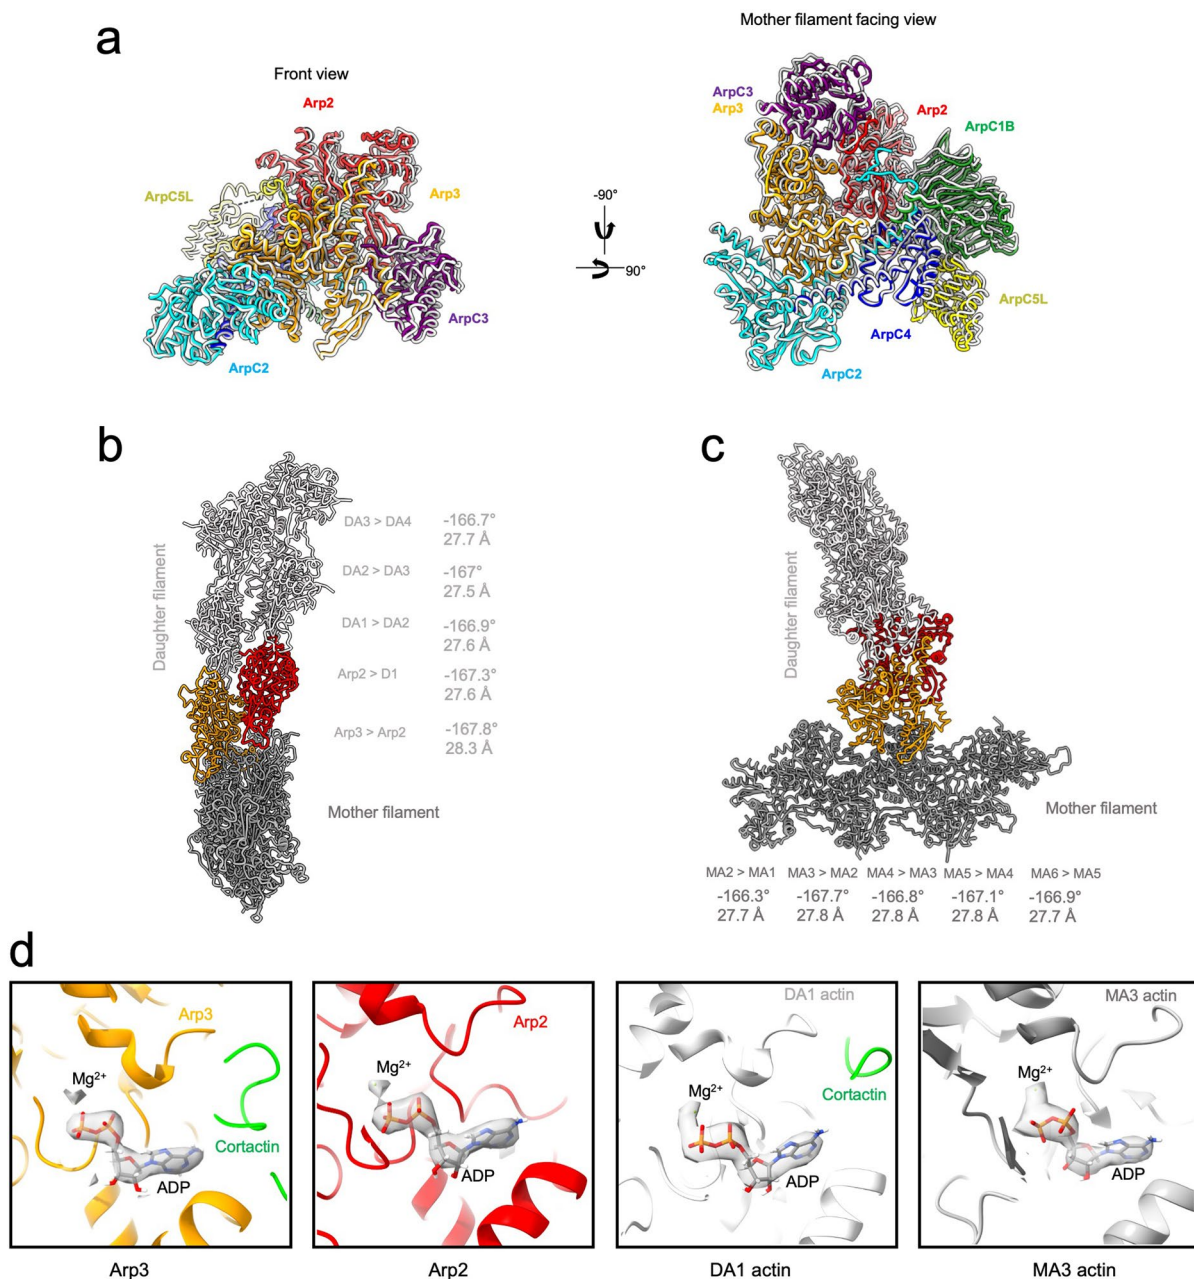 a
Front view
Arp2
ArpC5L
Arp3
ArpC3
ArpC2
-90°
90°
Mother filament facing view
ArpC3
Arp3
Arp2
ArpC1B
ArpC5L
ArpC4
ArpC2
b
Daughter filament
DA3 > DA4
-166.7°
27.7 Å
DA2 > DA3
-167°
27.5 Å
DA1 > DA2
-166.9°
27.6 Å
Arp2 > D1
-167.3°
27.6 Å
Arp3 > Arp2
-167.8°
28.3 Å
Mother filament
c
Daughter filament
Mother filament
MA2 > MA1 MA3 > MA2 MA4 > MA3 MA5 > MA4 MA6 > MA5
-166.3° -167.7° -166.8° -167.1° -166.9°
27.7 Å 27.8 Å 27.8 Å 27.8 Å 27.7 Å
d
Arp3
Mg²⁺
Cortactin
ADP
Arp3
Arp2
Mg²⁺
ADP
Arp2
DA1 actin
Mg²⁺
Cortactin
ADP
DA1 actin
MA3 actin
Mg²⁺
ADP
MA3 actin